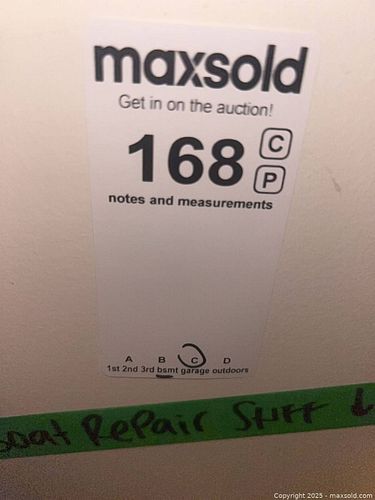 maxsold
Get in on the auction!
168 C
P
notes and measurements
A B C D
1st 2nd 3rd bsmt garage outdoors
Boat Repair Stuff ↓
Copyright 2025 - maxsold.com